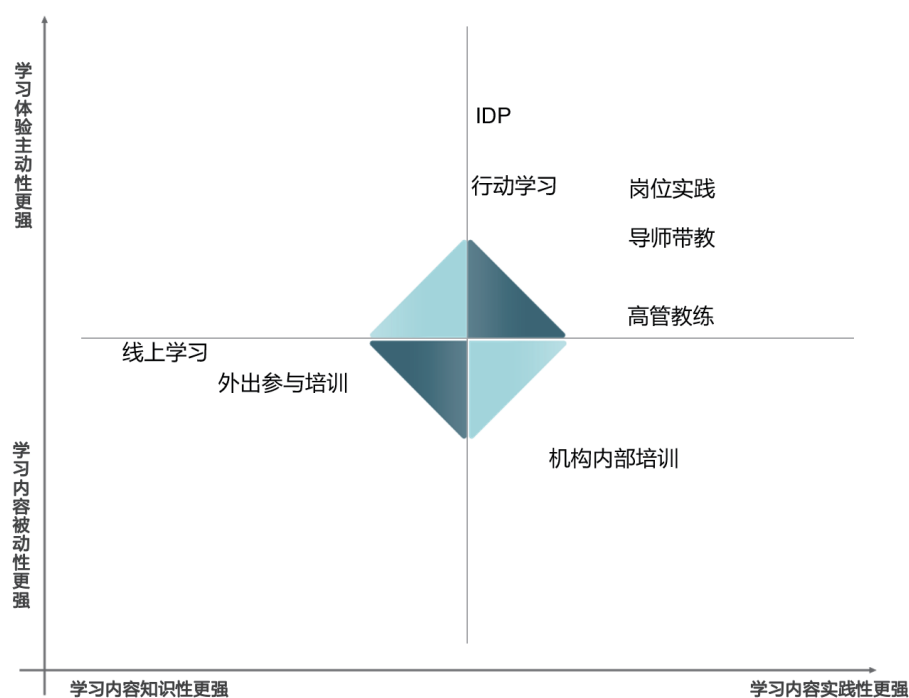 学习体验主动性更强
IDP
行动学习
岗位实践
导师带教
高管教练
线上学习
外出参与培训
机构内部培训
学习内容被动性更强
学习内容知识性更强
学习内容实践性更强